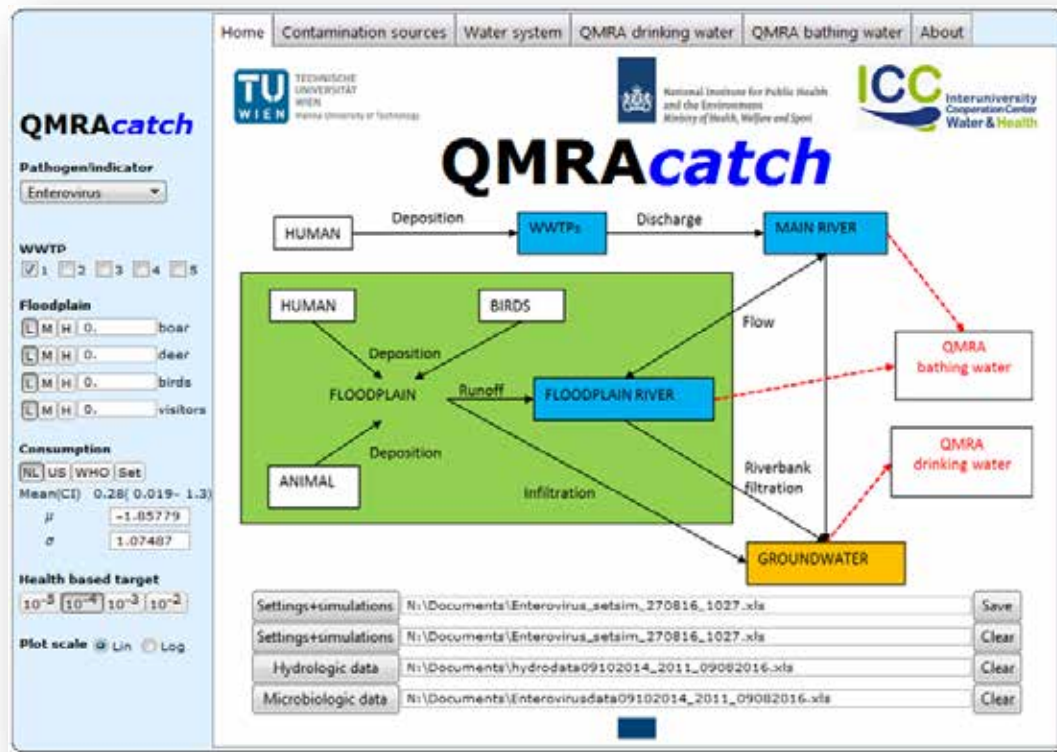 Home Contamination sources Water system QMRA drinking water QMRA bathing water About
QMRAcatch
Pathogen/indicator
Enterovirus
WWTP
1 2 3 4 5
Floodplain
L M H 0. boar
L M H 0. deer
L M H 0. birds
L M H 0. visitors
Consumption
NL US WHO Set
Mean(CI) 0.28( 0.019- 1.3)
μ -1.85779
σ 1.07487
Health based target
10⁻⁵ 10⁻⁴ 10⁻³ 10⁻²
Plot scale Lin Log
TU
WIEN
TECHNISCHE
UNIVERSITÄT
WIEN
Vienna University of Technology
National Institute for Public Health
and the Environment
Ministry of Health, Welfare and Sport
ICC
Interuniversity
Cooperation Center
Water & Health
QMRAcatch
HUMAN
Deposition
WWTPs
Discharge
MAIN RIVER
HUMAN
BIRDS
Flow
Deposition
QMRA
bathing water
FLOODPLAIN
Runoff
FLOODPLAIN RIVER
Deposition
QMRA
drinking water
ANIMAL
Infiltration
Riverbank
filtration
GROUNDWATER
Settings+simulations N:\Documents\Enterovirus_setsim_270816_1027.xls Save
Settings+simulations N:\Documents\Enterovirus_setsim_270816_1027.xls Clear
Hydrologic data N:\Documents\hydrodata09102014_2011_09082016.xls Clear
Microbiologic data N:\Documents\Enterovirusdata09102014_2011_09082016.xls Clear